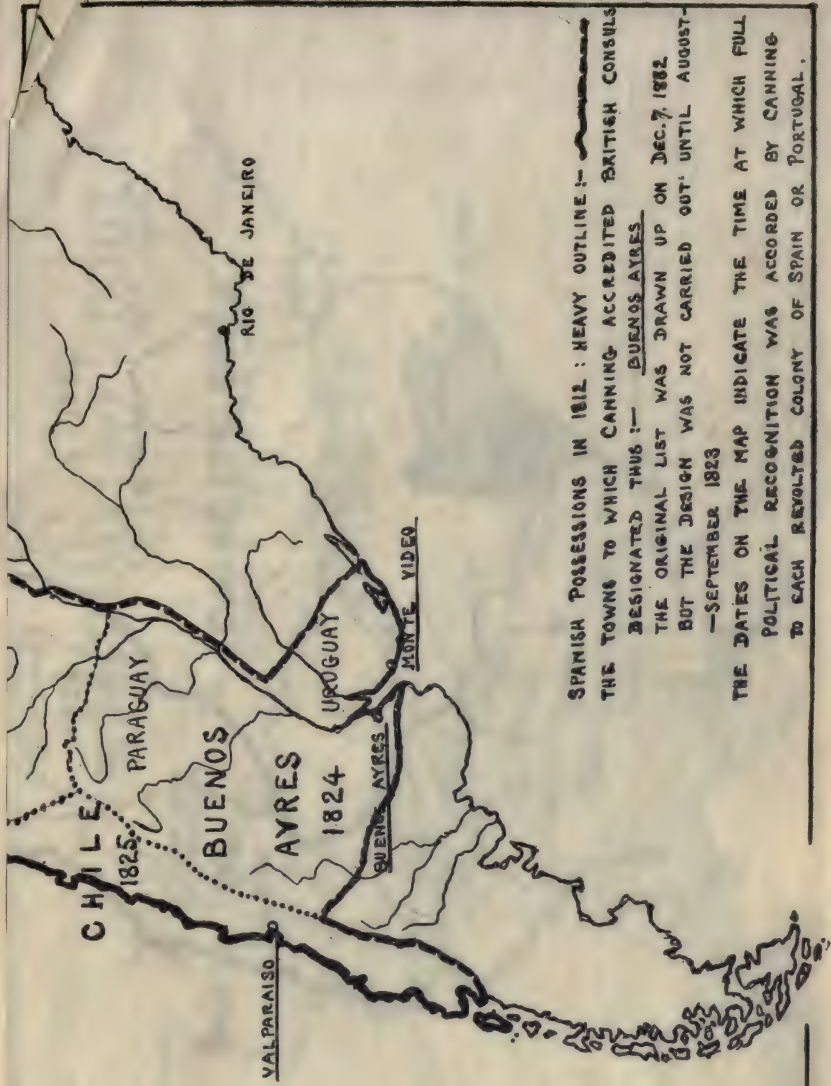 RIO DE JANEIRO
PARAGUAY
URUGUAY
MONTE VIDEO
CHILE
1825
BUENOS
AYRES
1824
BUENOS AYRES
VALPARAISO
SPANISH POSSESSIONS IN 1812 : HEAVY OUTLINE :-
THE TOWNS TO WHICH CANNING ACCREDITED BRITISH CONSULS
DESIGNATED THUS :- BUENOS AYRES
THE ORIGINAL LIST WAS DRAWN UP ON DEC. 7. 1882
BUT THE DESIGN WAS NOT CARRIED OUT' UNTIL AUGUST-
-SEPTEMBER 1823
THE DATES ON THE MAP INDICATE THE TIME AT WHICH FULL
POLITICAL RECOGNITION WAS ACCORDED BY CANNING
TO EACH REVOLTED COLONY OF SPAIN OR PORTUGAL.